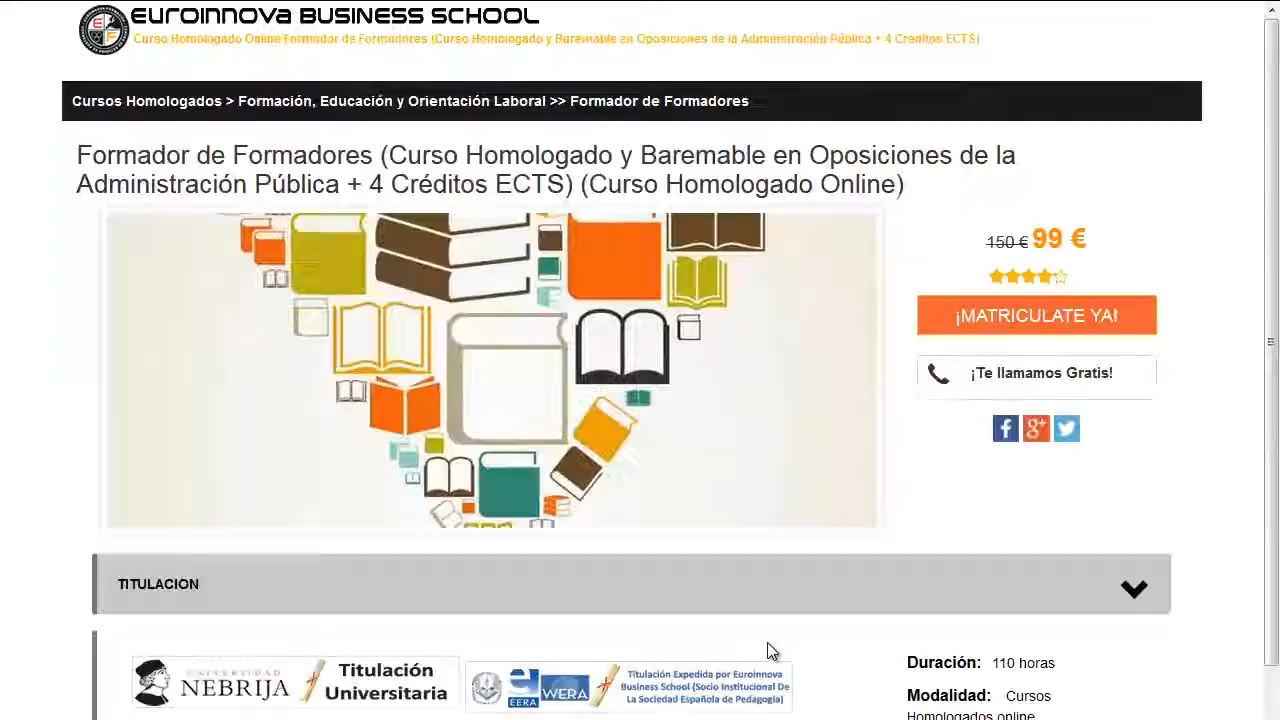 EUROINNOVA BUSINESS SCHOOL
Curso Homologado Online Formador de Formadores (Curso Homologado y Baremable en Oposiciones de la Administración Pública + 4 Creditos ECTS)
Cursos Homologados > Formación, Educación y Orientación Laboral >> Formador de Formadores
Formador de Formadores (Curso Homologado y Baremable en Oposiciones de la
Administración Pública + 4 Créditos ECTS) (Curso Homologado Online)
150 € 99 €
¡MATRICULATE YA!
¡Te llamamos Gratis!
TITULACION
UNIVERSIDAD
NEBRIJA
Titulación
Universitaria
EERA
WERA
Titulación Expedida por Euroinnova
Business School (Socio Institucional De
La Sociedad Española de Pedagogía)
Duración: 110 horas
Modalidad: Cursos
Homologados online